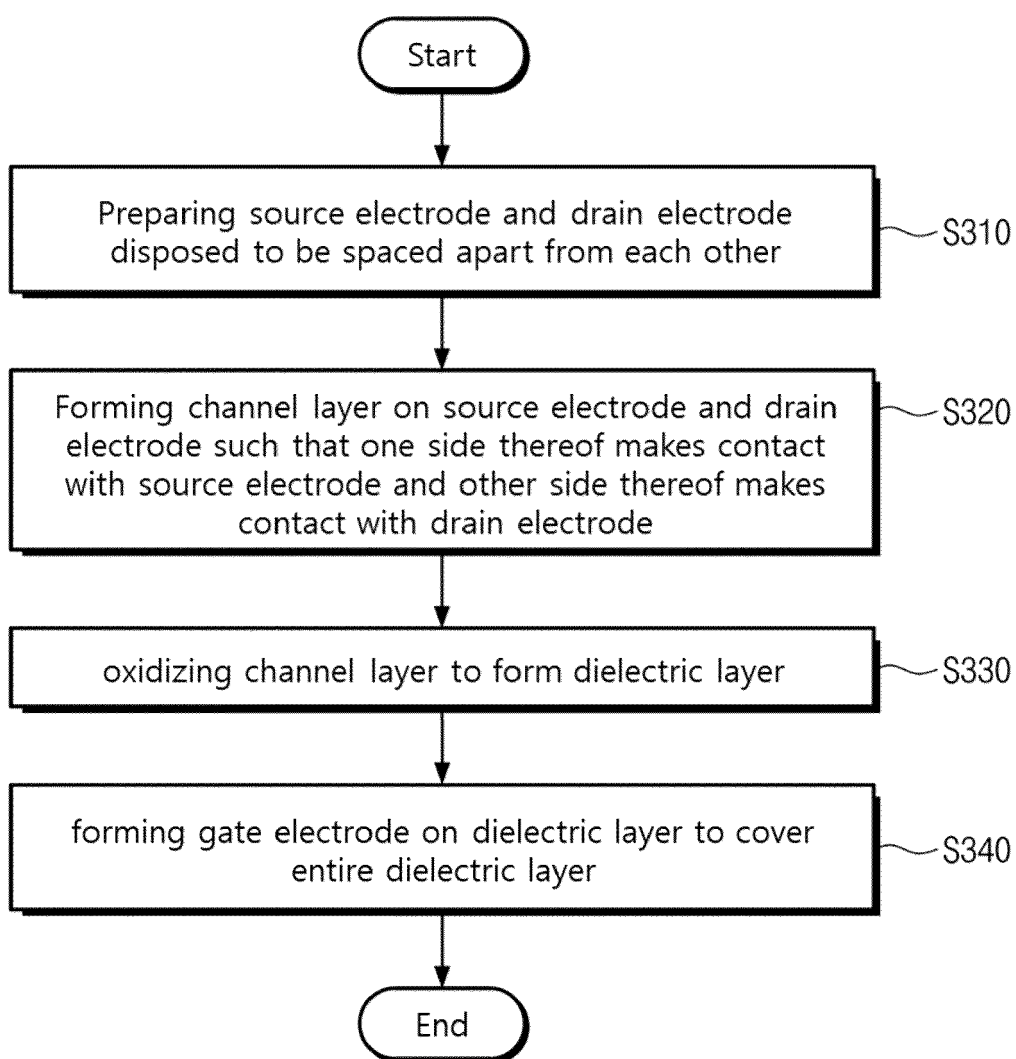 Start
Preparing source electrode and drain electrode
disposed to be spaced apart from each other
S310
Forming channel layer on source electrode and drain
electrode such that one side thereof makes contact
with source electrode and other side thereof makes
contact with drain electrode
S320
oxidizing channel layer to form dielectric layer
S330
forming gate electrode on dielectric layer to cover
entire dielectric layer
S340
End